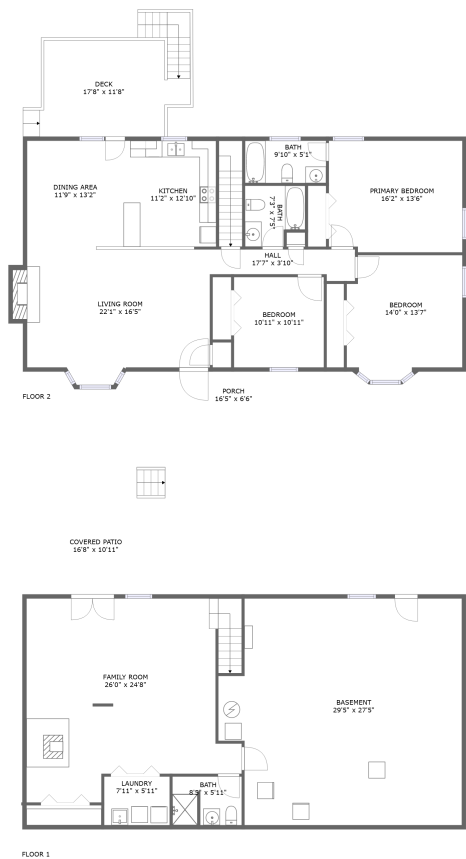 DECK
17'8" x 11'8"
BATH
9'10" x 5'1"
DINING AREA
11'9" x 13'2"
KITCHEN
11'2" x 12'10"
BATH
7'3" x 7'5"
PRIMARY BEDROOM
16'2" x 13'6"
HALL
17'7" x 3'10"
LIVING ROOM
22'1" x 16'5"
BEDROOM
10'11" x 10'11"
BEDROOM
14'0" x 13'7"
PORCH
16'5" x 6'6"
FLOOR 2
COVERED PATIO
16'8" x 10'11"
FAMILY ROOM
26'0" x 24'8"
BASEMENT
29'5" x 27'5"
LAUNDRY
7'11" x 5'11"
BATH
8'5" x 5'11"
FLOOR 1